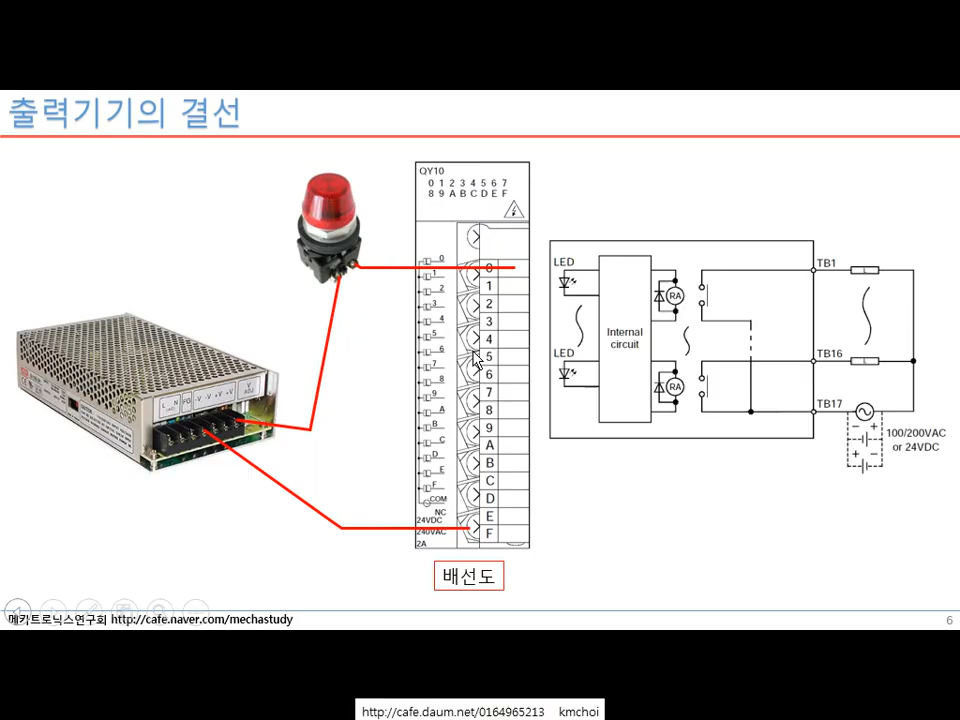 출력기기의 결선
QY10
0 1 2 3 4 5 6 7
8 9 A B C D E F
0
1
2
3
4
5
6
7
8
9
A
B
C
D
E
F
COM
NC
24VDC
240VAC
2A
0
1
2
3
4
5
6
7
8
9
A
B
C
D
E
F
L N FG -V -V +V +V
V
ADJ
LED
LED
Internal
circuit
RA
RA
TB1
L
TB16
L
TB17
100/200VAC
or 24VDC
배선도
메카트로닉스연구회 http://cafe.naver.com/mechastudy
6
http://cafe.daum.net/0164965213 kmchoi